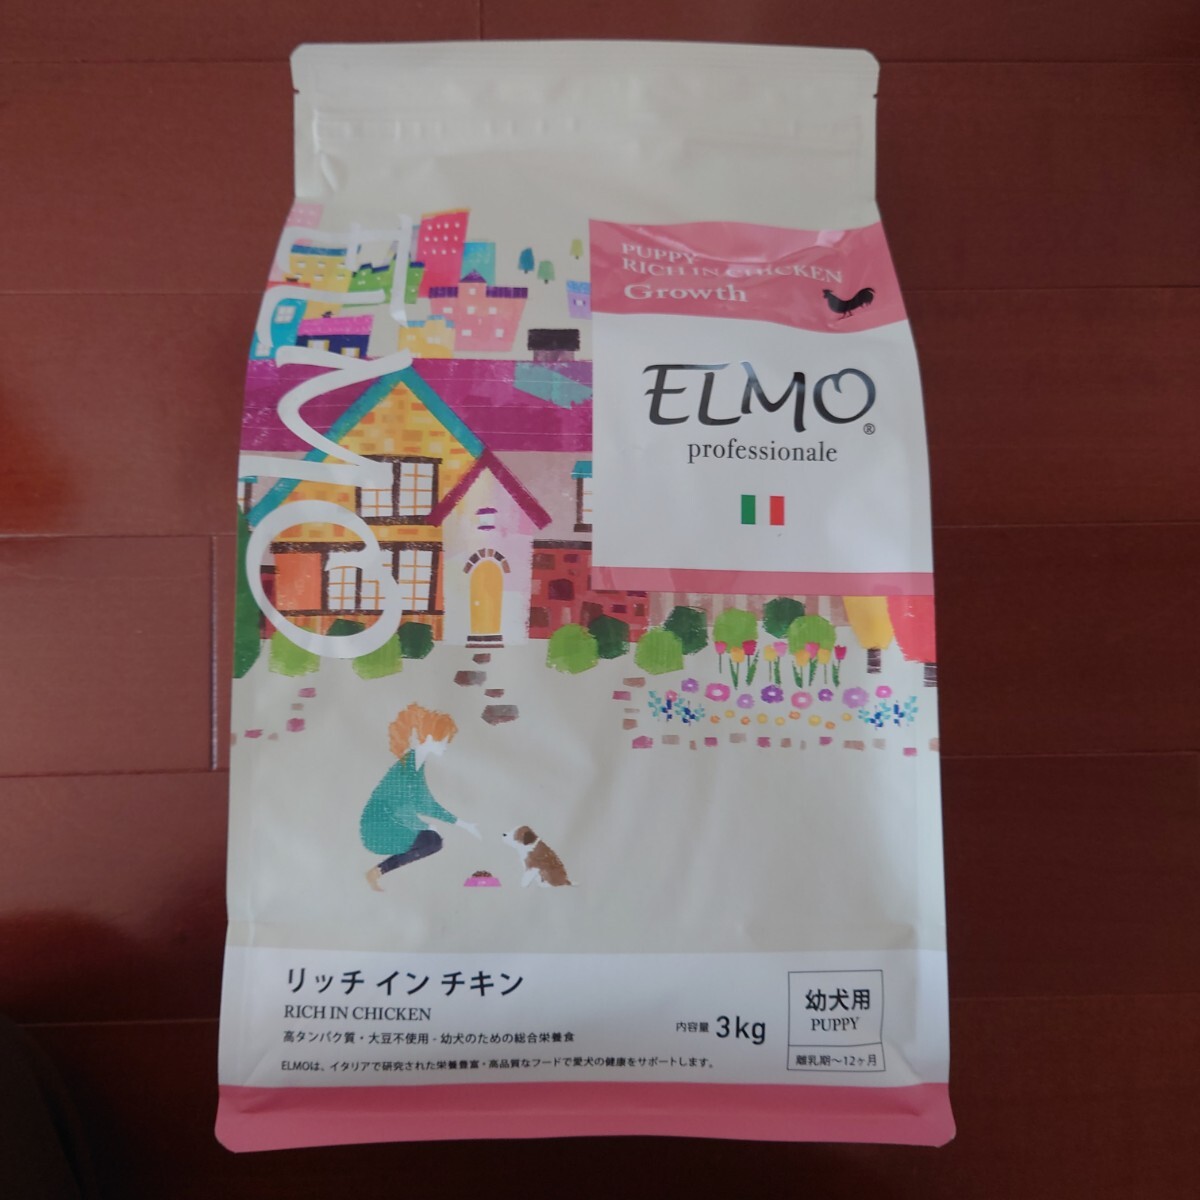 ELMO
PUPPY
RICH IN CHICKEN
Growth
ELMO®
professionale
リッチ イン チキン
RICH IN CHICKEN
高タンパク質・大豆不使用 - 幼犬のための総合栄養食
ELMOは、イタリアで研究された栄養豊富・高品質なフードで愛犬の健康をサポートします。
内容量 3kg
幼犬用
PUPPY
離乳期〜12ヶ月